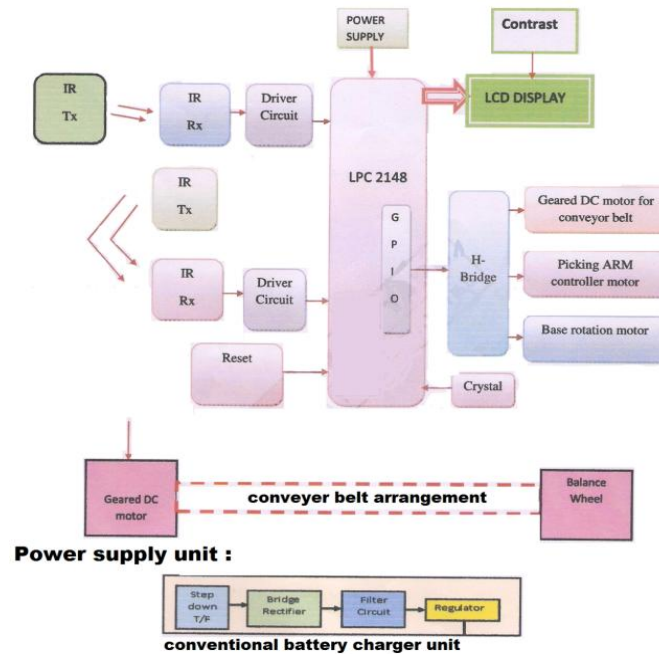 POWER
SUPPLY
Contrast
IR
Tx
IR
Rx
Driver
Circuit
LCD DISPLAY
LPC 2148
IR
Tx
G
P
I
O
H-
Bridge
Geared DC motor for
conveyor belt
Picking ARM
controller motor
Base rotation motor
IR
Rx
Driver
Circuit
Reset
Crystal
Geared DC
motor
conveyer belt arrangement
Balance
Wheel
Power supply unit :
Step
down
T/F
Bridge
Rectifier
Filter
Circuit
Regulator
conventional battery charger unit